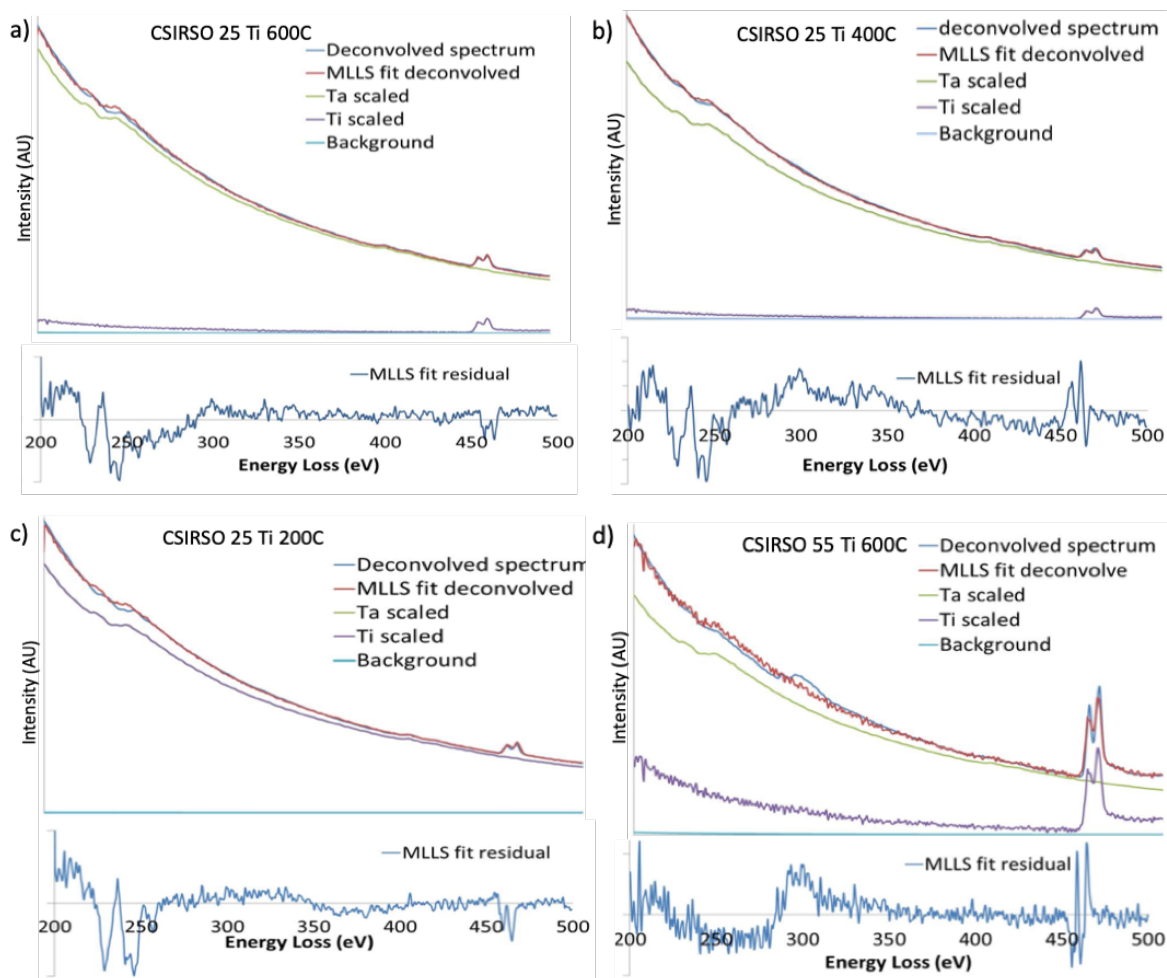 a)
CSIRSO 25 Ti 600C
Deconvolved spectrum
MLLS fit deconvolved
Ta scaled
Ti scaled
Background
Intensity (AU)
MLLS fit residual
200 250 300 350 400 450 500
Energy Loss (eV)
b)
CSIRSO 25 Ti 400C
deconvolved spectrum
MLLS fit deconvolved
Ta scaled
Ti scaled
Background
Intensity (AU)
MLLS fit residual
200 250 300 350 400 450 500
Energy Loss (eV)
c)
CSIRSO 25 Ti 200C
Deconvolved spectrum
MLLS fit deconvolved
Ta scaled
Ti scaled
Background
Intensity (AU)
MLLS fit residual
200 250 300 350 400 450 500
Energy Loss (eV)
d)
CSIRSO 55 Ti 600C
Deconvolved spectrum
MLLS fit deconvolve
Ta scaled
Ti scaled
Background
Intensity (AU)
MLLS fit residual
200 250 300 350 400 450 500
Energy Loss (eV)